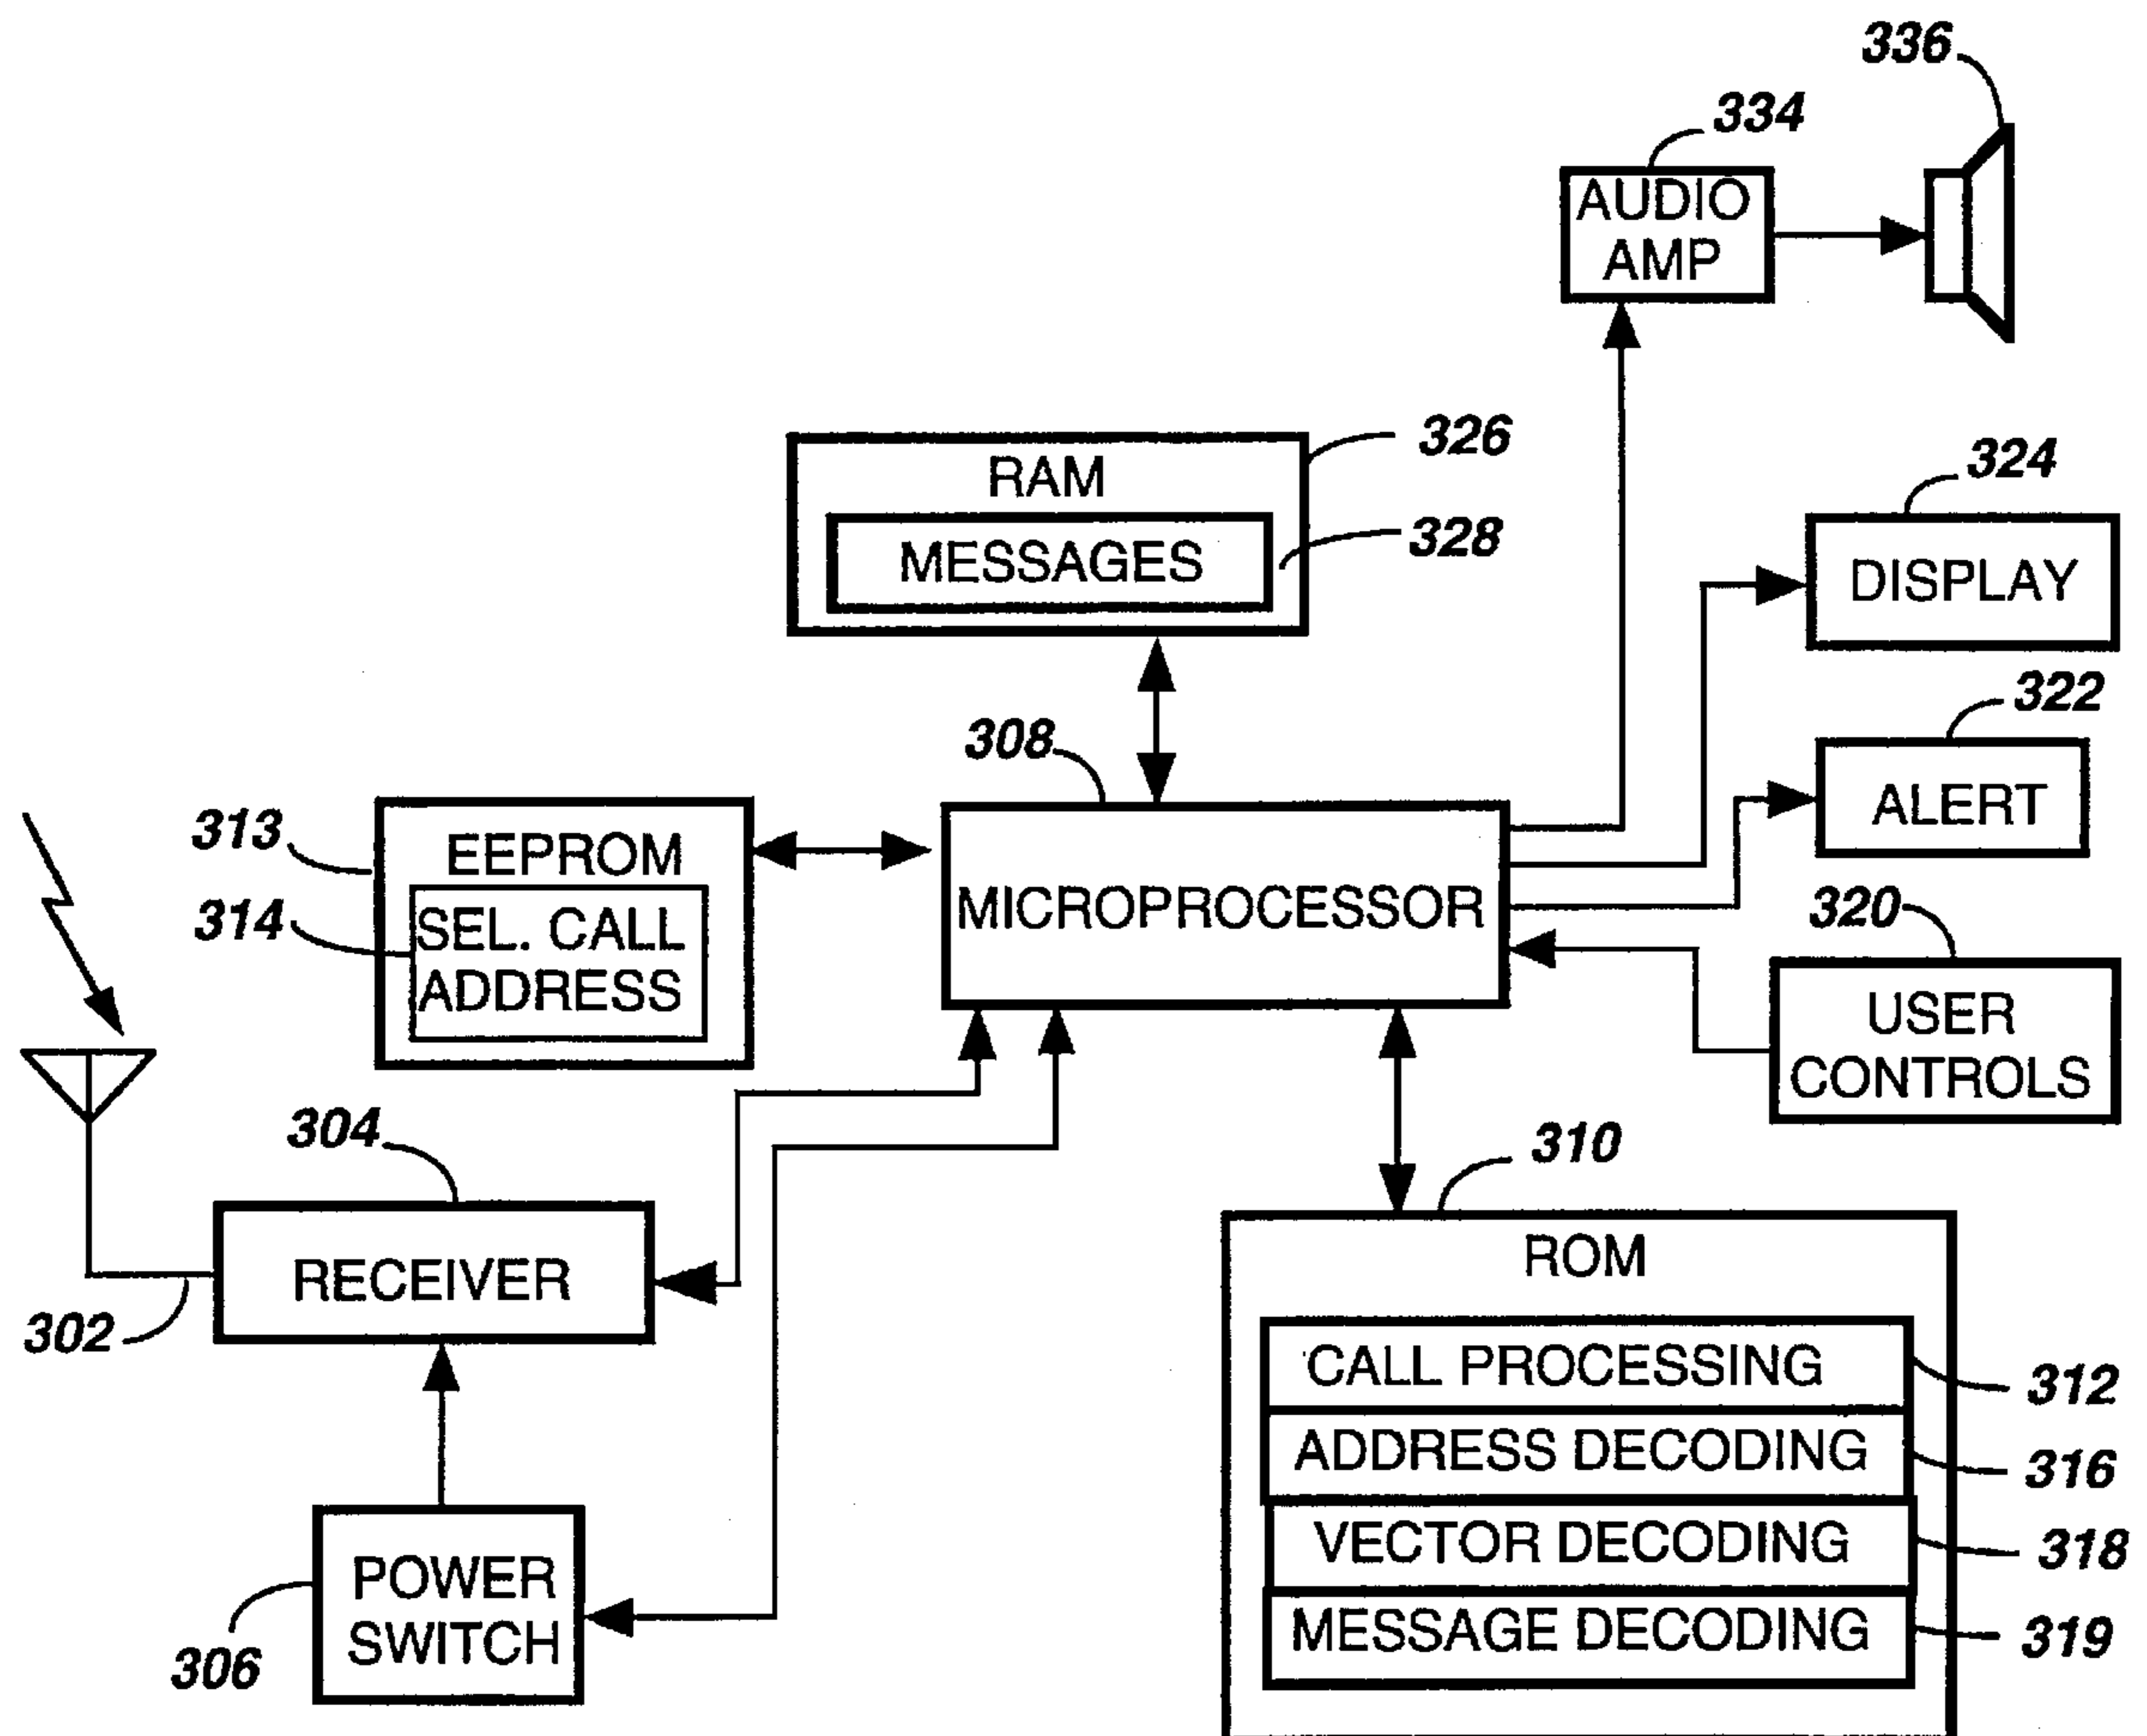 336
334
AUDIO
AMP
326
RAM
328
MESSAGES
324
DISPLAY
322
ALERT
308
MICROPROCESSOR
313
EEPROM
314
SEL. CALL
ADDRESS
320
USER
CONTROLS
304
RECEIVER
302
310
ROM
CALL PROCESSING
312
ADDRESS DECODING
316
VECTOR DECODING
318
MESSAGE DECODING
319
POWER
SWITCH
306